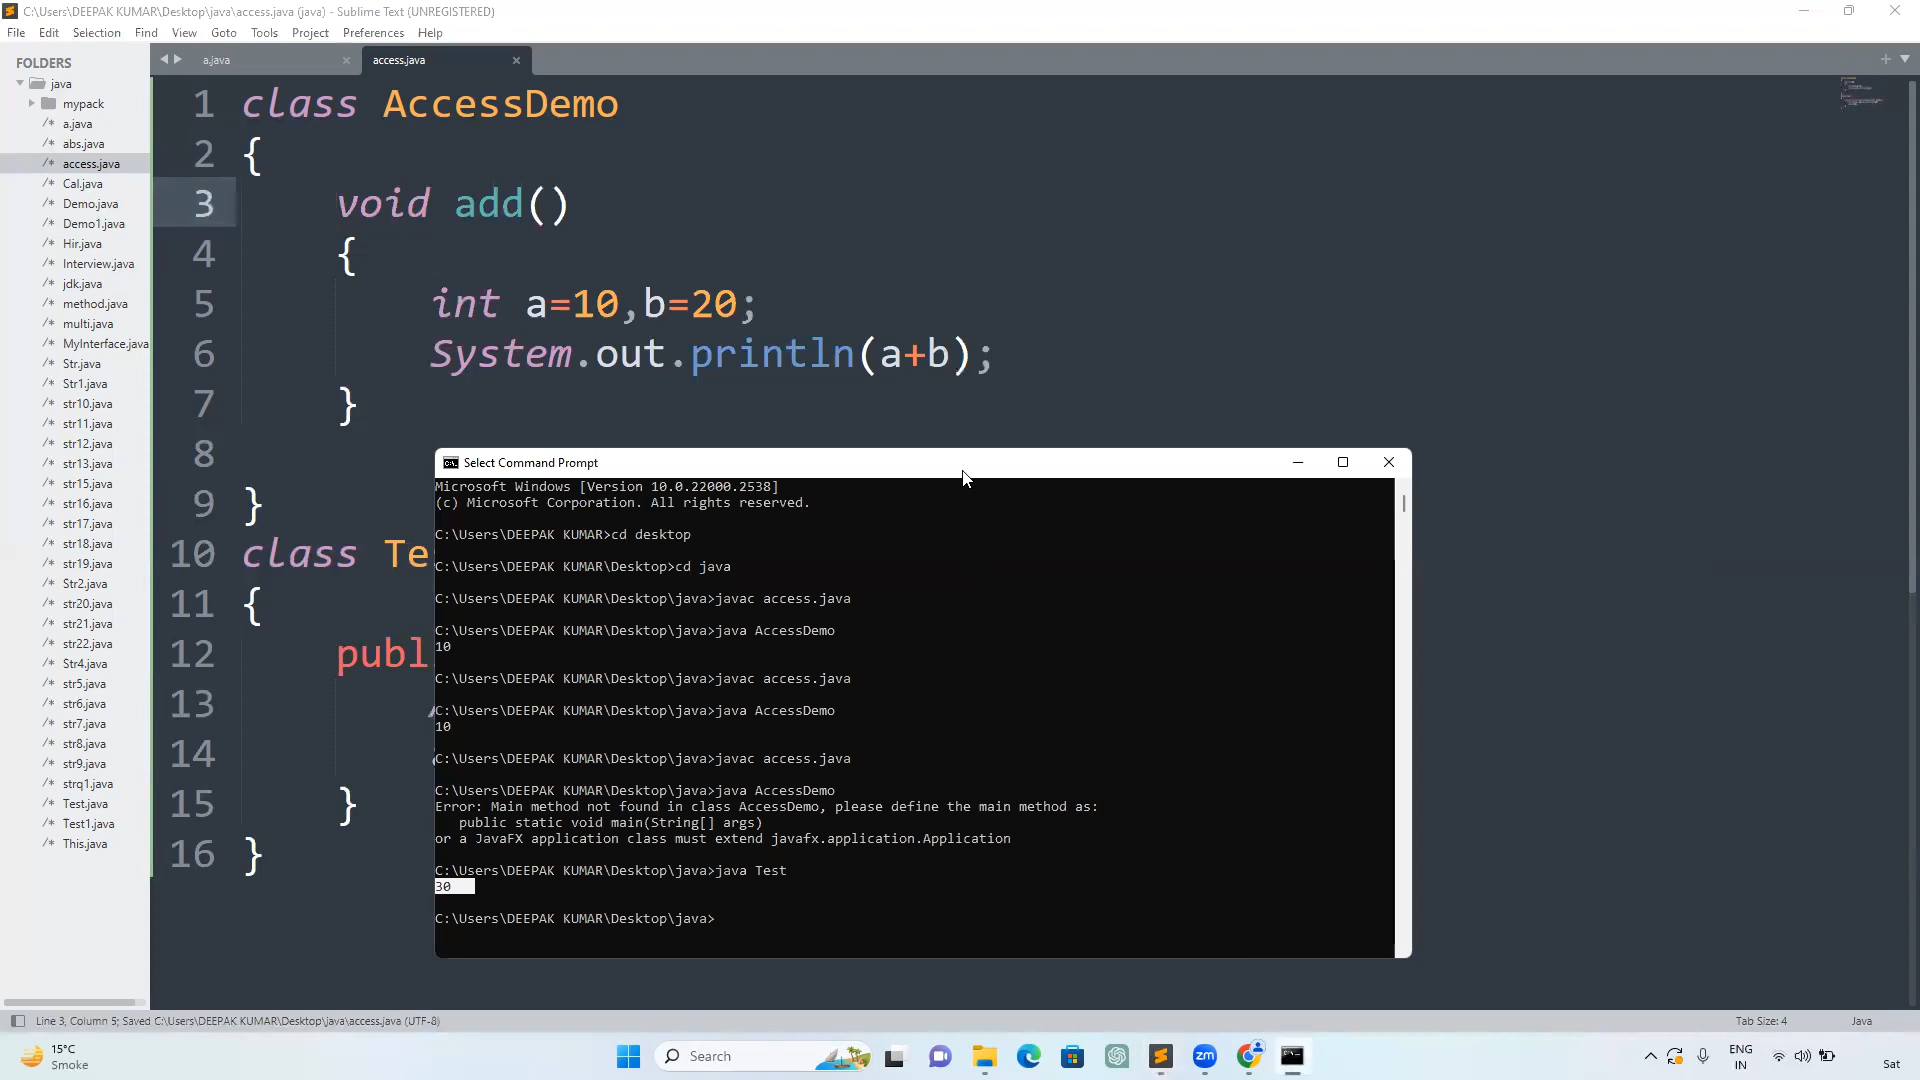 C:\Users\DEEPAK KUMAR\Desktop\java\access.java (java) - Sublime Text (UNREGISTERED)
File Edit Selection Find View Goto Tools Project Preferences Help
FOLDERS
java
mypack
a.java
abs.java
access.java
Cal.java
Demo.java
Demo1.java
Hir.java
Interview.java
jdk.java
method.java
multi.java
MyInterface.java
Str.java
Str1.java
str10.java
str11.java
str12.java
str13.java
str15.java
str16.java
str17.java
str18.java
str19.java
Str2.java
str20.java
str21.java
str22.java
Str4.java
str5.java
str6.java
str7.java
str8.java
str9.java
strq1.java
Test.java
Test1.java
This.java
a.java
access.java
1 class AccessDemo
2 {
3 void add()
4 {
5 int a=10,b=20;
6 System.out.println(a+b);
7 }
8
9 }
10 class Te
11 {
12 publ
13
14
15 }
16 }
Select Command Prompt
Microsoft Windows [Version 10.0.22000.2538]
(c) Microsoft Corporation. All rights reserved.
C:\Users\DEEPAK KUMAR>cd desktop
C:\Users\DEEPAK KUMAR\Desktop>cd java
C:\Users\DEEPAK KUMAR\Desktop\java>javac access.java
C:\Users\DEEPAK KUMAR\Desktop\java>java AccessDemo
10
C:\Users\DEEPAK KUMAR\Desktop\java>javac access.java
C:\Users\DEEPAK KUMAR\Desktop\java>java AccessDemo
10
C:\Users\DEEPAK KUMAR\Desktop\java>javac access.java
C:\Users\DEEPAK KUMAR\Desktop\java>java AccessDemo
Error: Main method not found in class AccessDemo, please define the main method as:
public static void main(String[] args)
or a JavaFX application class must extend javafx.application.Application
C:\Users\DEEPAK KUMAR\Desktop\java>java Test
30
C:\Users\DEEPAK KUMAR\Desktop\java>
Line 3, Column 5; Saved C:\Users\DEEPAK KUMAR\Desktop\java\access.java (UTF-8)
Tab Size: 4
Java
15°C
Smoke
Search
zm
ENG
IN
Sat